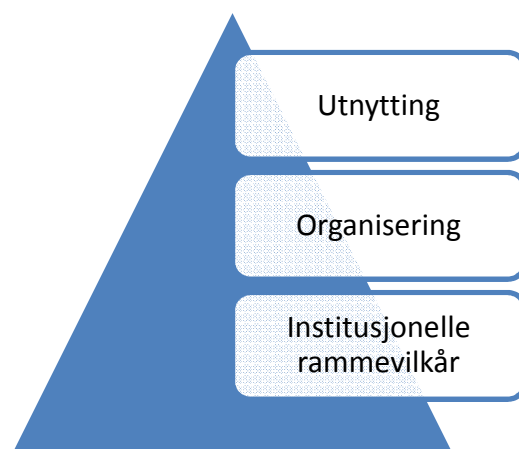 Utnytting
Organisering
Institusjonelle
rammevilkår